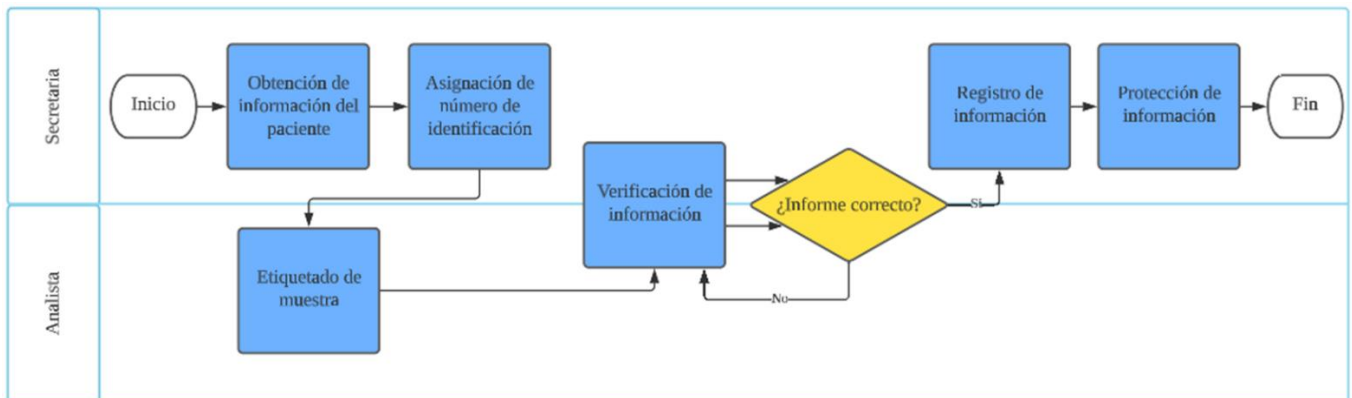 Secretaria
Inicio
Obtención de
información del
paciente
Asignación de
número de
identificación
Verificación de
información
¿Informe correcto?
Si
Registro de
información
Protección de
información
Fin
Analista
Etiquetado de
muestra
No